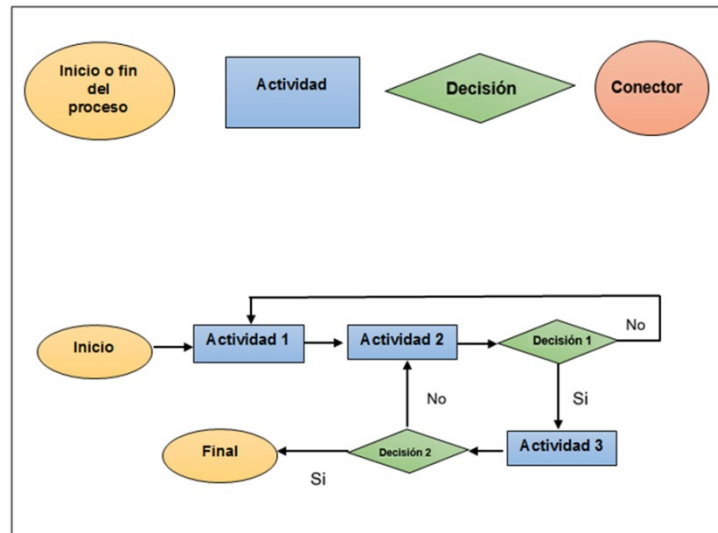 Inicio o fin
del
proceso
Actividad
Decisión
Conector
Inicio
Actividad 1
Actividad 2
Decisión 1
No
Si
No
Final
Si
Decisión 2
Actividad 3